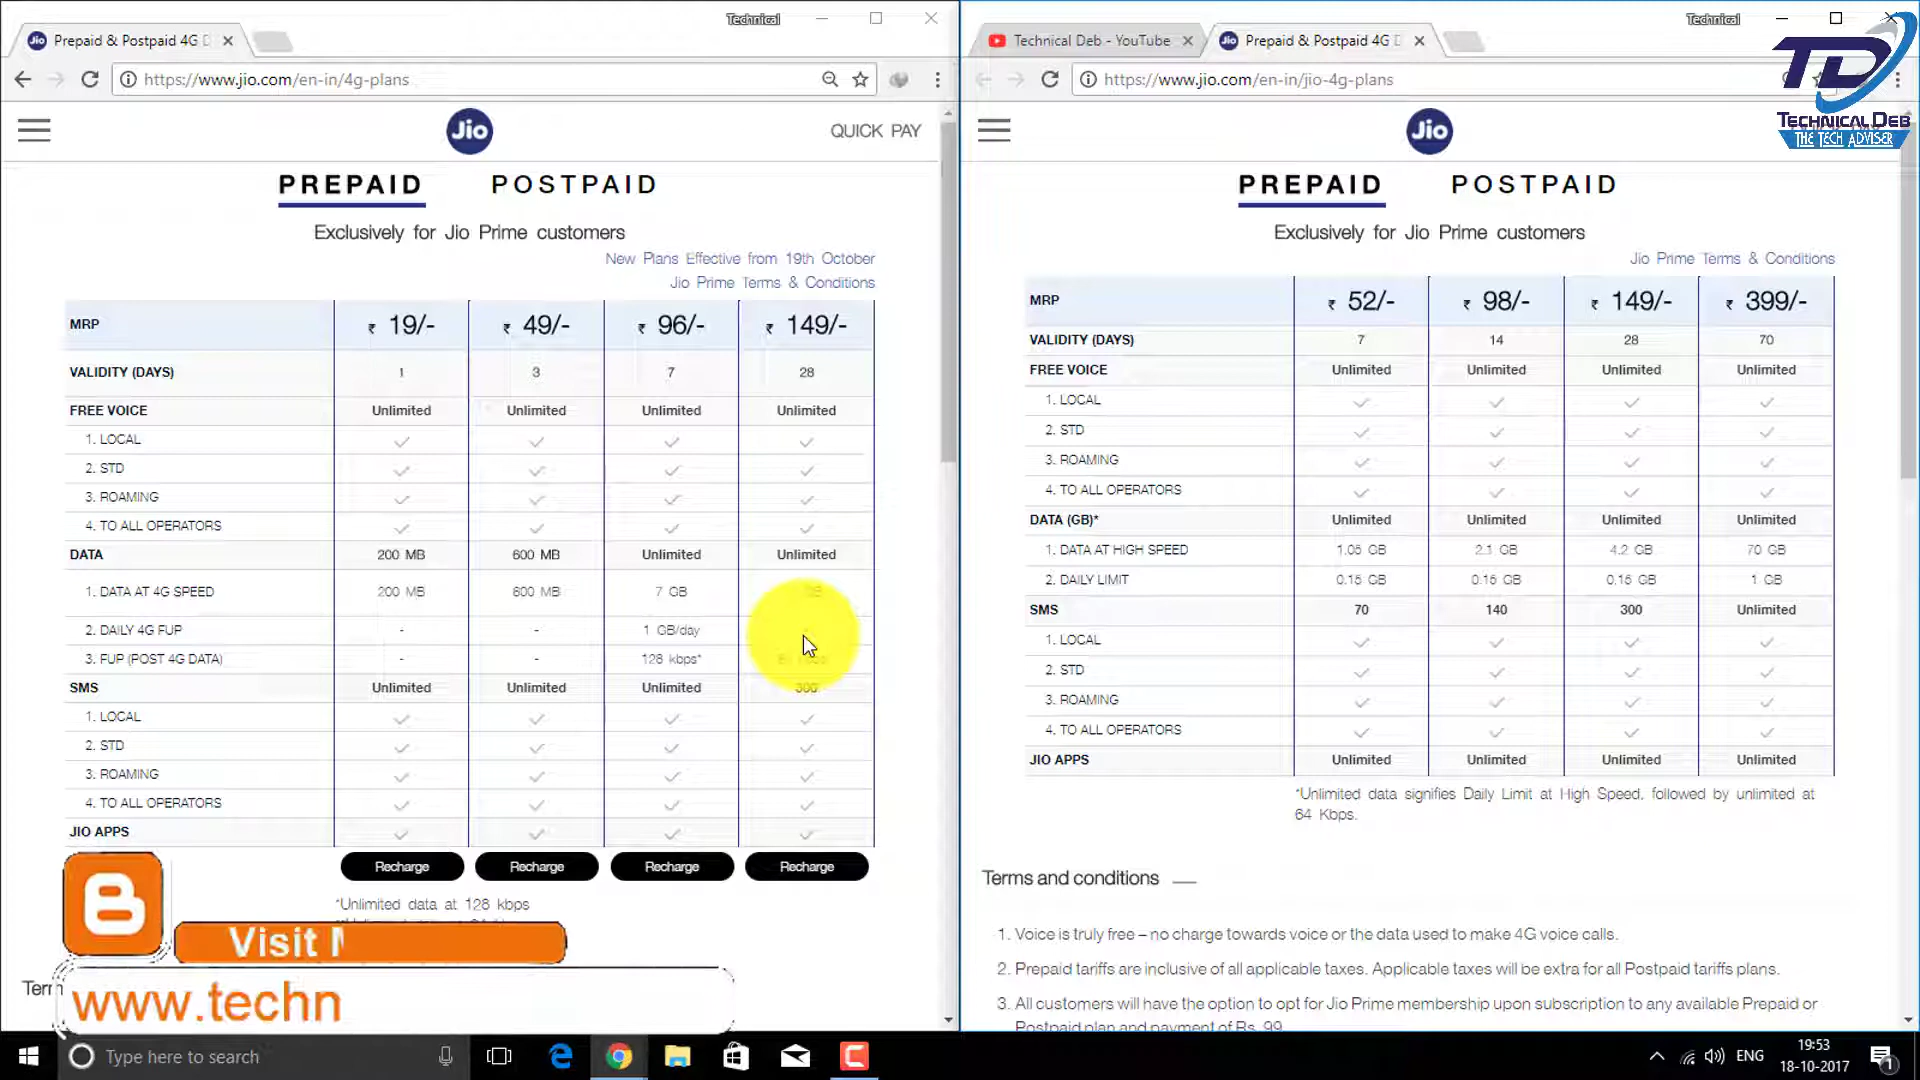 Technical
Prepaid & Postpaid 4G D
https://www.jio.com/en-in/4g-plans
Jio
QUICK PAY
PREPAID POSTPAID
Exclusively for Jio Prime customers
New Plans Effective from 19th October
Jio Prime Terms & Conditions
MRP ₹ 19/- ₹ 49/- ₹ 96/- ₹ 149/-
VALIDITY (DAYS) 1 3 7 28
FREE VOICE Unlimited Unlimited Unlimited Unlimited
1. LOCAL
2. STD
3. ROAMING
4. TO ALL OPERATORS
DATA 200 MB 600 MB Unlimited Unlimited
1. DATA AT 4G SPEED 200 MB 600 MB 7 GB GB
2. DAILY 4G FUP - - 1 GB/day -
3. FUP (POST 4G DATA) - - 128 kbps*
SMS Unlimited Unlimited Unlimited 300
1. LOCAL
2. STD
3. ROAMING
4. TO ALL OPERATORS
JIO APPS
Recharge Recharge Recharge Recharge
*Unlimited data at 128 kbps
B
Visit
Term
www.techn
Technical
Technical Deb - YouTube
Prepaid & Postpaid 4G D
https://www.jio.com/en-in/jio-4g-plans
TD
TECHNICAL DEB
THE TECH ADVISER
Jio
PREPAID POSTPAID
Exclusively for Jio Prime customers
Jio Prime Terms & Conditions
MRP ₹ 52/- ₹ 98/- ₹ 149/- ₹ 399/-
VALIDITY (DAYS) 7 14 28 70
FREE VOICE Unlimited Unlimited Unlimited Unlimited
1. LOCAL
2. STD
3. ROAMING
4. TO ALL OPERATORS
DATA (GB)* Unlimited Unlimited Unlimited Unlimited
1. DATA AT HIGH SPEED 1.05 GB 2.1 GB 4.2 GB 70 GB
2. DAILY LIMIT 0.15 GB 0.15 GB 0.15 GB 1 GB
SMS 70 140 300 Unlimited
1. LOCAL
2. STD
3. ROAMING
4. TO ALL OPERATORS
JIO APPS Unlimited Unlimited Unlimited Unlimited
*Unlimited data signifies Daily Limit at High Speed, followed by unlimited at
64 Kbps.
Terms and conditions
1. Voice is truly free – no charge towards voice or the data used to make 4G voice calls.
2. Prepaid tariffs are inclusive of all applicable taxes. Applicable taxes will be extra for all Postpaid tariffs plans.
3. All customers will have the option to opt for Jio Prime membership upon subscription to any available Prepaid or
Postpaid plan and payment of Rs. 99
Type here to search
ENG
19:53
18-10-2017
1